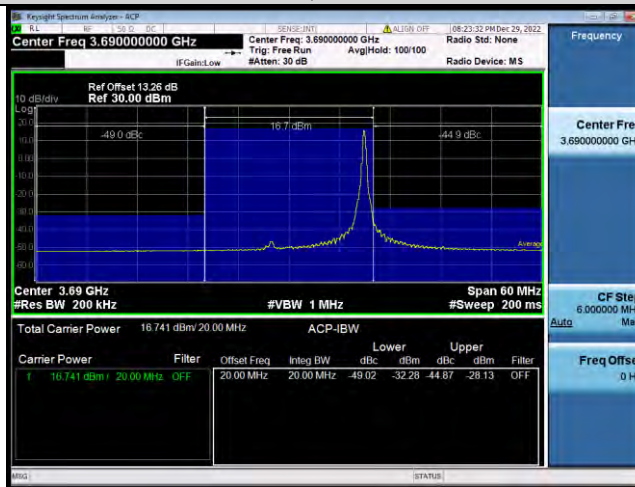 Keysight Spectrum Analyzer - ACP
RL RF 50 Ω DC SENSE:INT ALIGN OFF 08:23:32 PM Dec 29, 2022
Center Freq 3.690000000 GHz
Center Freq: 3.690000000 GHz Radio Std: None
Trig: Free Run Avg|Hold: 100/100
IFGain:Low #Atten: 30 dB Radio Device: MS
Ref Offset 13.26 dB
10 dB/div Ref 30.00 dBm
Log
20.0
-49.0 dBc 16.7 dBm -44.9 dBc
10.0
0.00
-10.0
-20.0
-30.0
-40.0
-50.0 Average
-60.0
Center 3.69 GHz Span 60 MHz
#Res BW 200 kHz #VBW 1 MHz #Sweep 200 ms
Total Carrier Power 16.741 dBm/ 20.00 MHz ACP-IBW
Lower Upper
Carrier Power Filter Offset Freq Integ BW dBc dBm dBc dBm Filter
1 16.741 dBm / 20.00 MHz OFF 20.00 MHz 20.00 MHz -49.02 -32.28 -44.87 -28.13 OFF
MSG STATUS
Frequency
Center Fre
3.690000000 GH
CF Ste
6.000000 MH
Auto Ma
Freq Offse
0 H